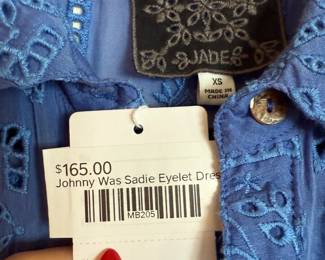 JADE
XS
MADE IN
CHINA
$165.00
Johnny Was Sadie Eyelet Dres
MB205